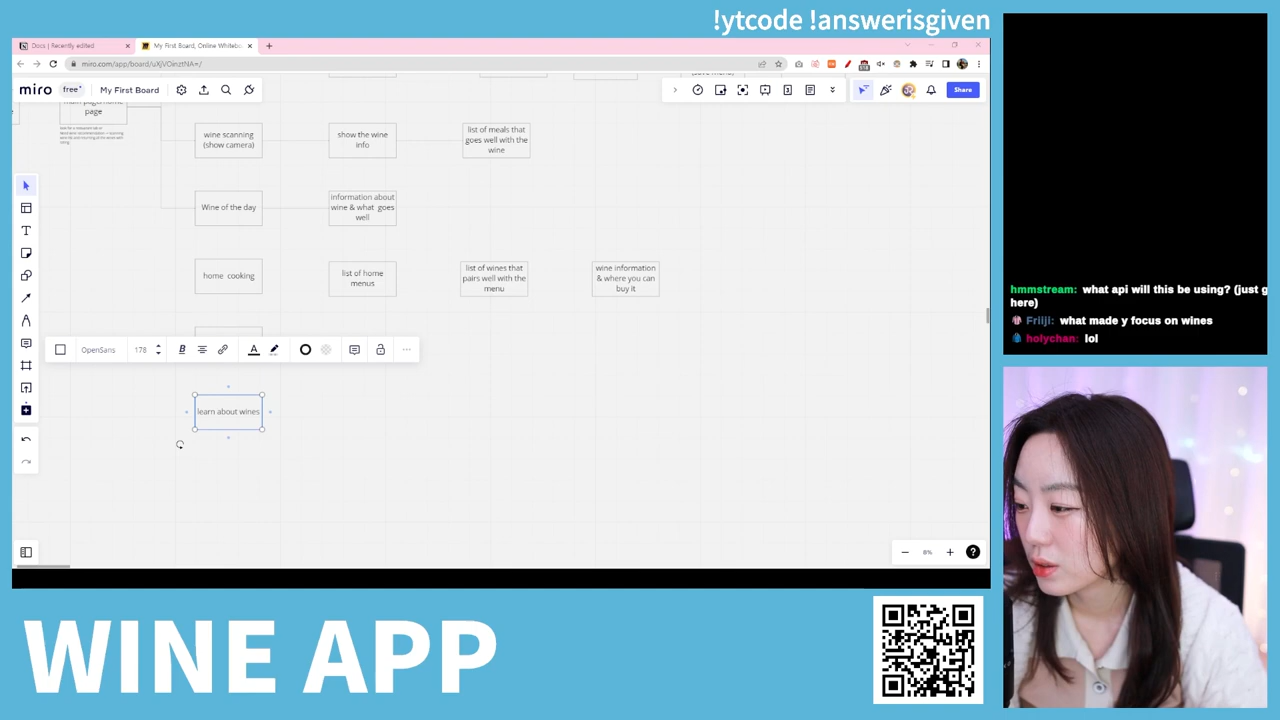 !ytcode !answerisgiven
Docs | Recently edited
My First Board, Online Whitebo
miro.com/app/board/uXjVOinztNA=/
miro
free
My First Board
Share
main page/home
page
wine scanning
(show camera)
show the wine
info
list of meals that
goes well with the
wine
Wine of the day
information about
wine & what goes
well
home cooking
list of home
menus
list of wines that
pairs well with the
menu
wine information
& where you can
buy it
OpenSans
178
B
A
learn about wines
8%
hmmstream: what api will this be using? (just g
here)
Friiji: what made y focus on wines
holychan: lol
WINE APP